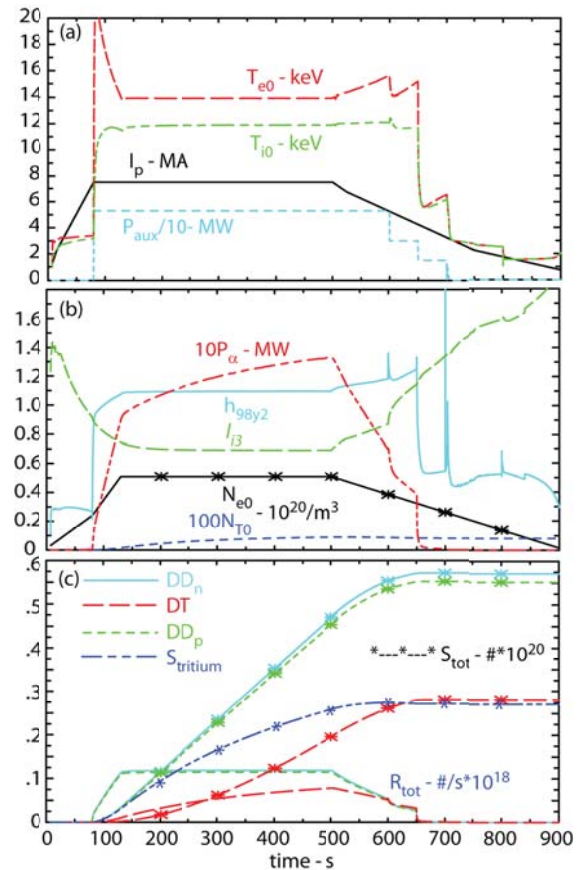 20
(a)
18
16
T_e0 - keV
14
12
T_i0 - keV
10
I_p - MA
8
6
P_aux/10- MW
4
2
0
(b)
1.6
10P_α - MW
1.4
1.2
h_98y2
1.0
l_i3
0.8
0.6
N_e0 - 10^20/m^3
0.4
100N_T0
0.2
0
.6
(c)
DD_n
.5
DT
DD_p
*---*---* S_tot - #*10^20
.4
S_tritium
.3
.2
R_tot - #/s*10^18
.1
0
0 100 200 300 400 500 600 700 800 900
time - s